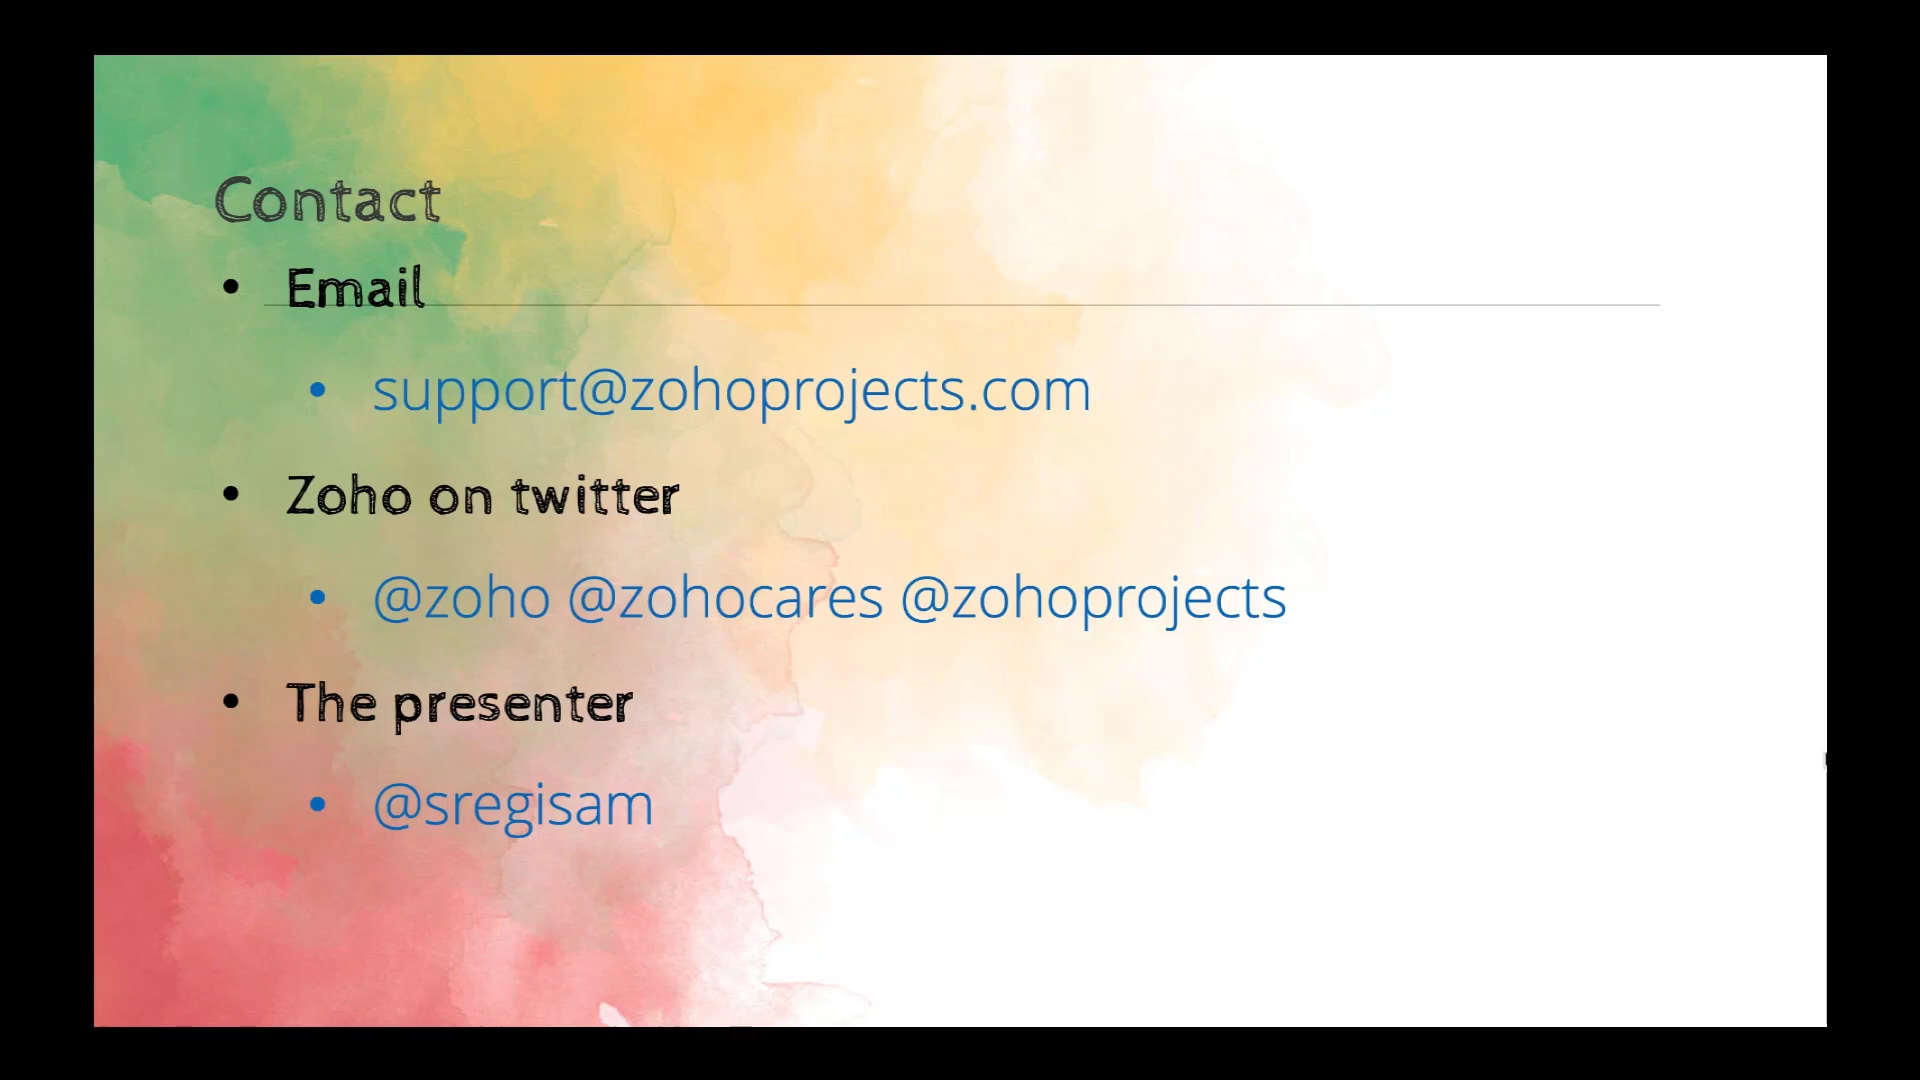 Contact
• Email
• support@zohoprojects.com
• Zoho on twitter
• @zoho @zohocares @zohoprojects
• The presenter
• @sregisam